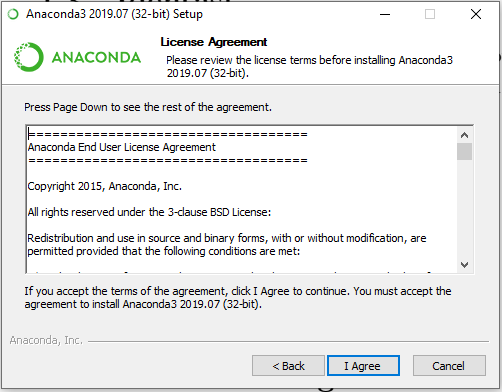 Anaconda3 2019.07 (32-bit) Setup
ANACONDA
License Agreement
Please review the license terms before installing Anaconda3
2019.07 (32-bit).
Press Page Down to see the rest of the agreement.
===================================
Anaconda End User License Agreement
===================================
Copyright 2015, Anaconda, Inc.
All rights reserved under the 3-clause BSD License:
Redistribution and use in source and binary forms, with or without modification, are
permitted provided that the following conditions are met:
If you accept the terms of the agreement, click I Agree to continue. You must accept the
agreement to install Anaconda3 2019.07 (32-bit).
Anaconda, Inc.
< Back
I Agree
Cancel